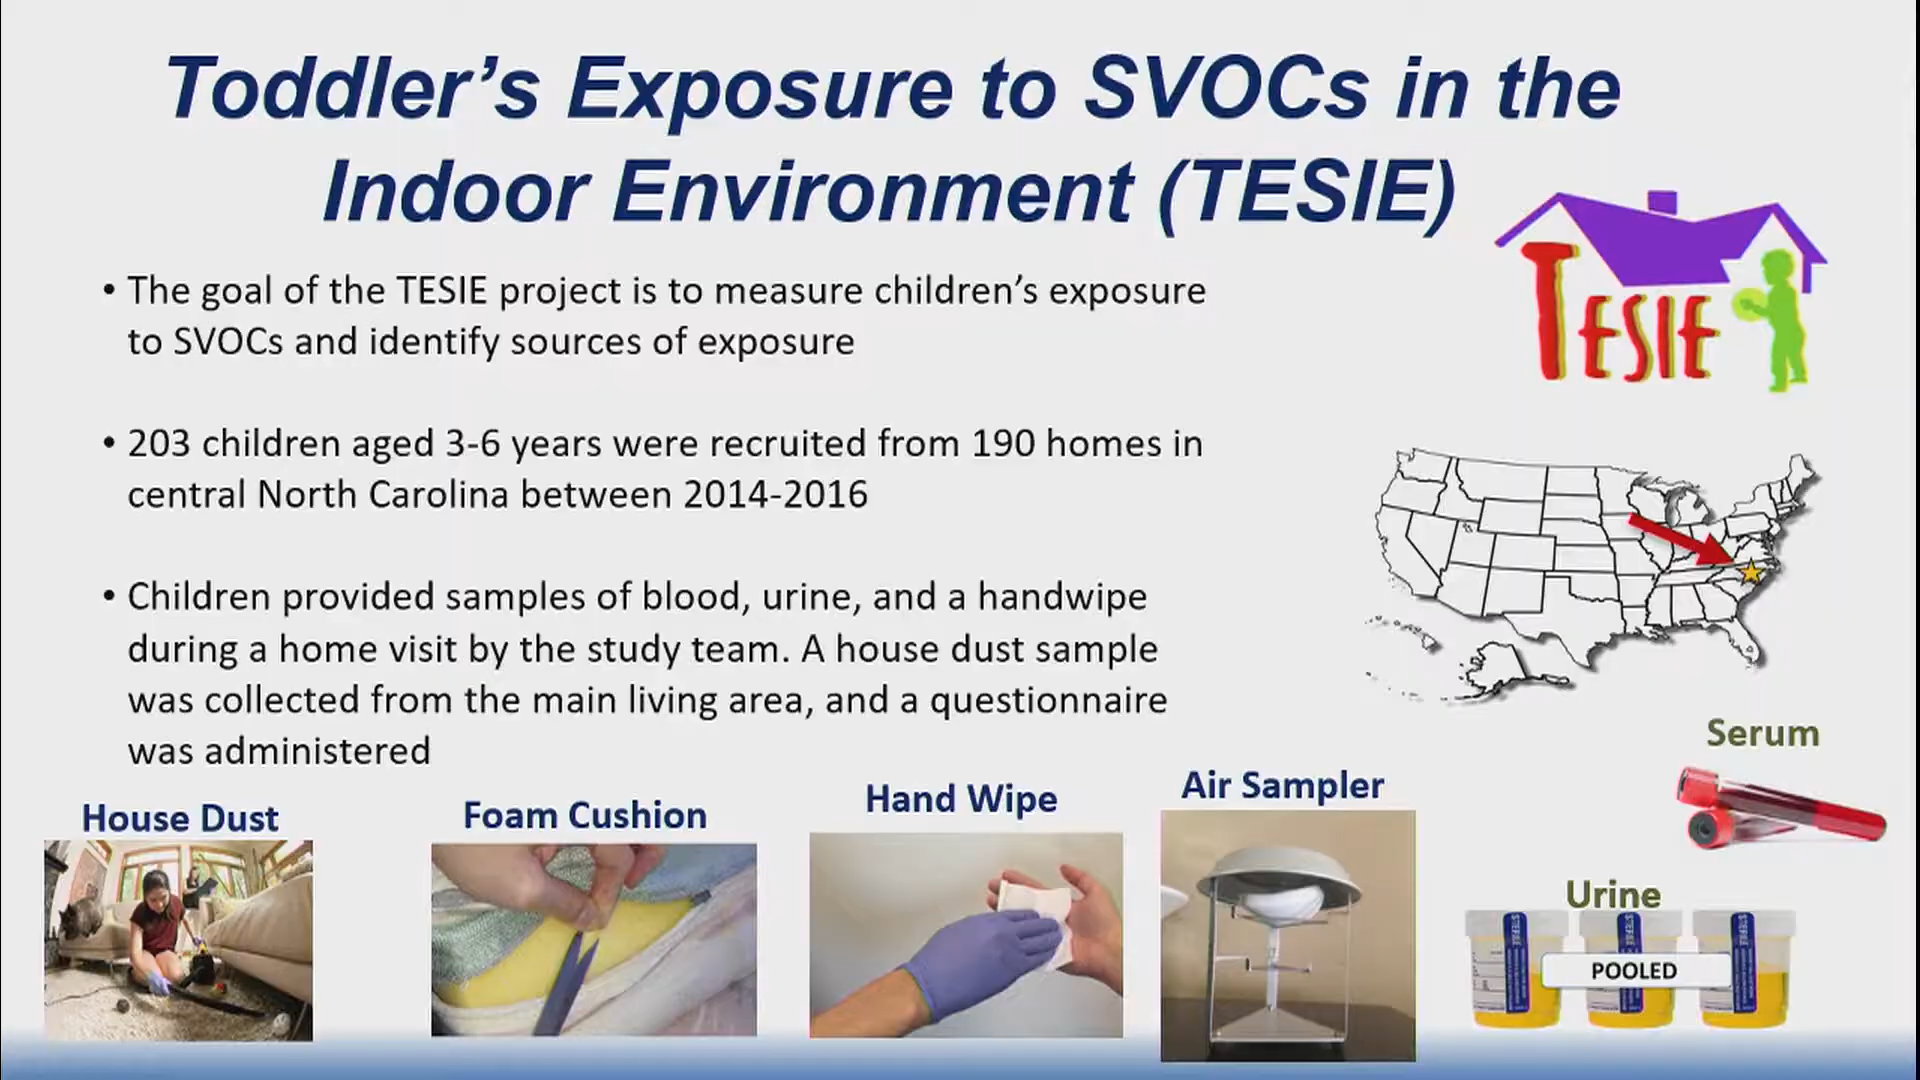 Toddler's Exposure to SVOCs in the
Indoor Environment (TESIE)
TESIE
• The goal of the TESIE project is to measure children's exposure
to SVOCs and identify sources of exposure
• 203 children aged 3-6 years were recruited from 190 homes in
central North Carolina between 2014-2016
• Children provided samples of blood, urine, and a handwipe
during a home visit by the study team. A house dust sample
was collected from the main living area, and a questionnaire
was administered
House Dust
Foam Cushion
Hand Wipe
Air Sampler
Serum
Urine
STERILE
POOLED